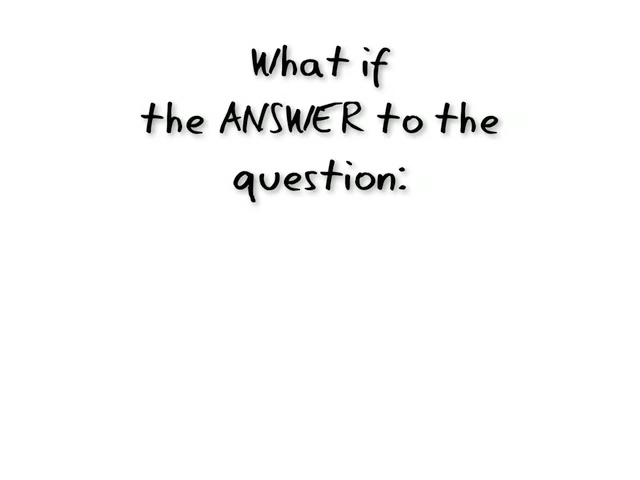 What if
the ANSWER to the
question: